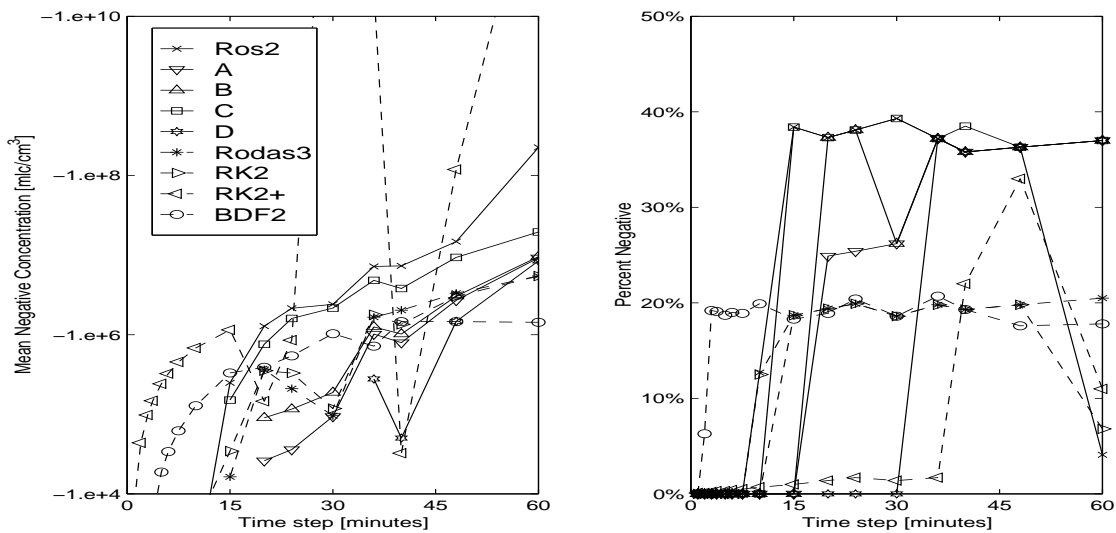 −1.e+10
−1.e+8
−1.e+6
−1.e+4
Mean Negative Concentration [mlc/cm3]
Ros2
A
B
C
D
Rodas3
RK2
RK2+
BDF2
0
15
30
45
60
Time step [minutes]
50%
40%
30%
20%
10%
0%
Percent Negative
0
15
30
45
60
Time step [minutes]